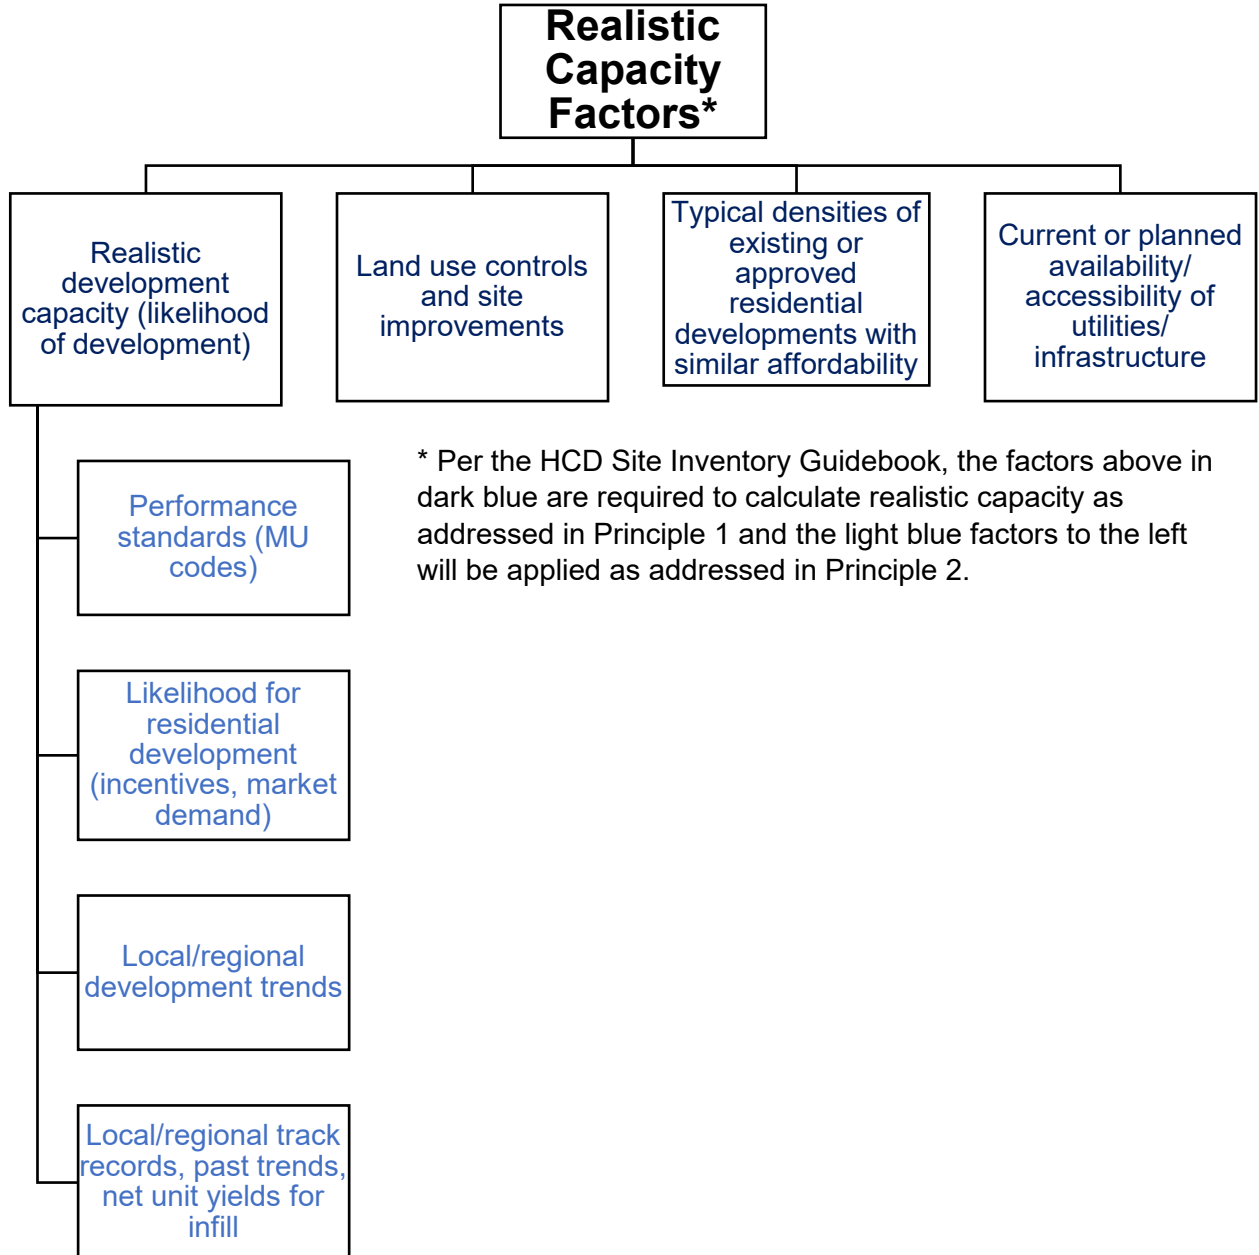 Realistic
Capacity
Factors*
Realistic
development
capacity (likelihood
of development)
Land use controls
and site
improvements
Typical densities of
existing or
approved
residential
developments with
similar affordability
Current or planned
availability/
accessibility of
utilities/
infrastructure
* Per the HCD Site Inventory Guidebook, the factors above in
dark blue are required to calculate realistic capacity as
addressed in Principle 1 and the light blue factors to the left
will be applied as addressed in Principle 2.
Performance
standards (MU
codes)
Likelihood for
residential
development
(incentives, market
demand)
Local/regional
development trends
Local/regional track
records, past trends,
net unit yields for
infill